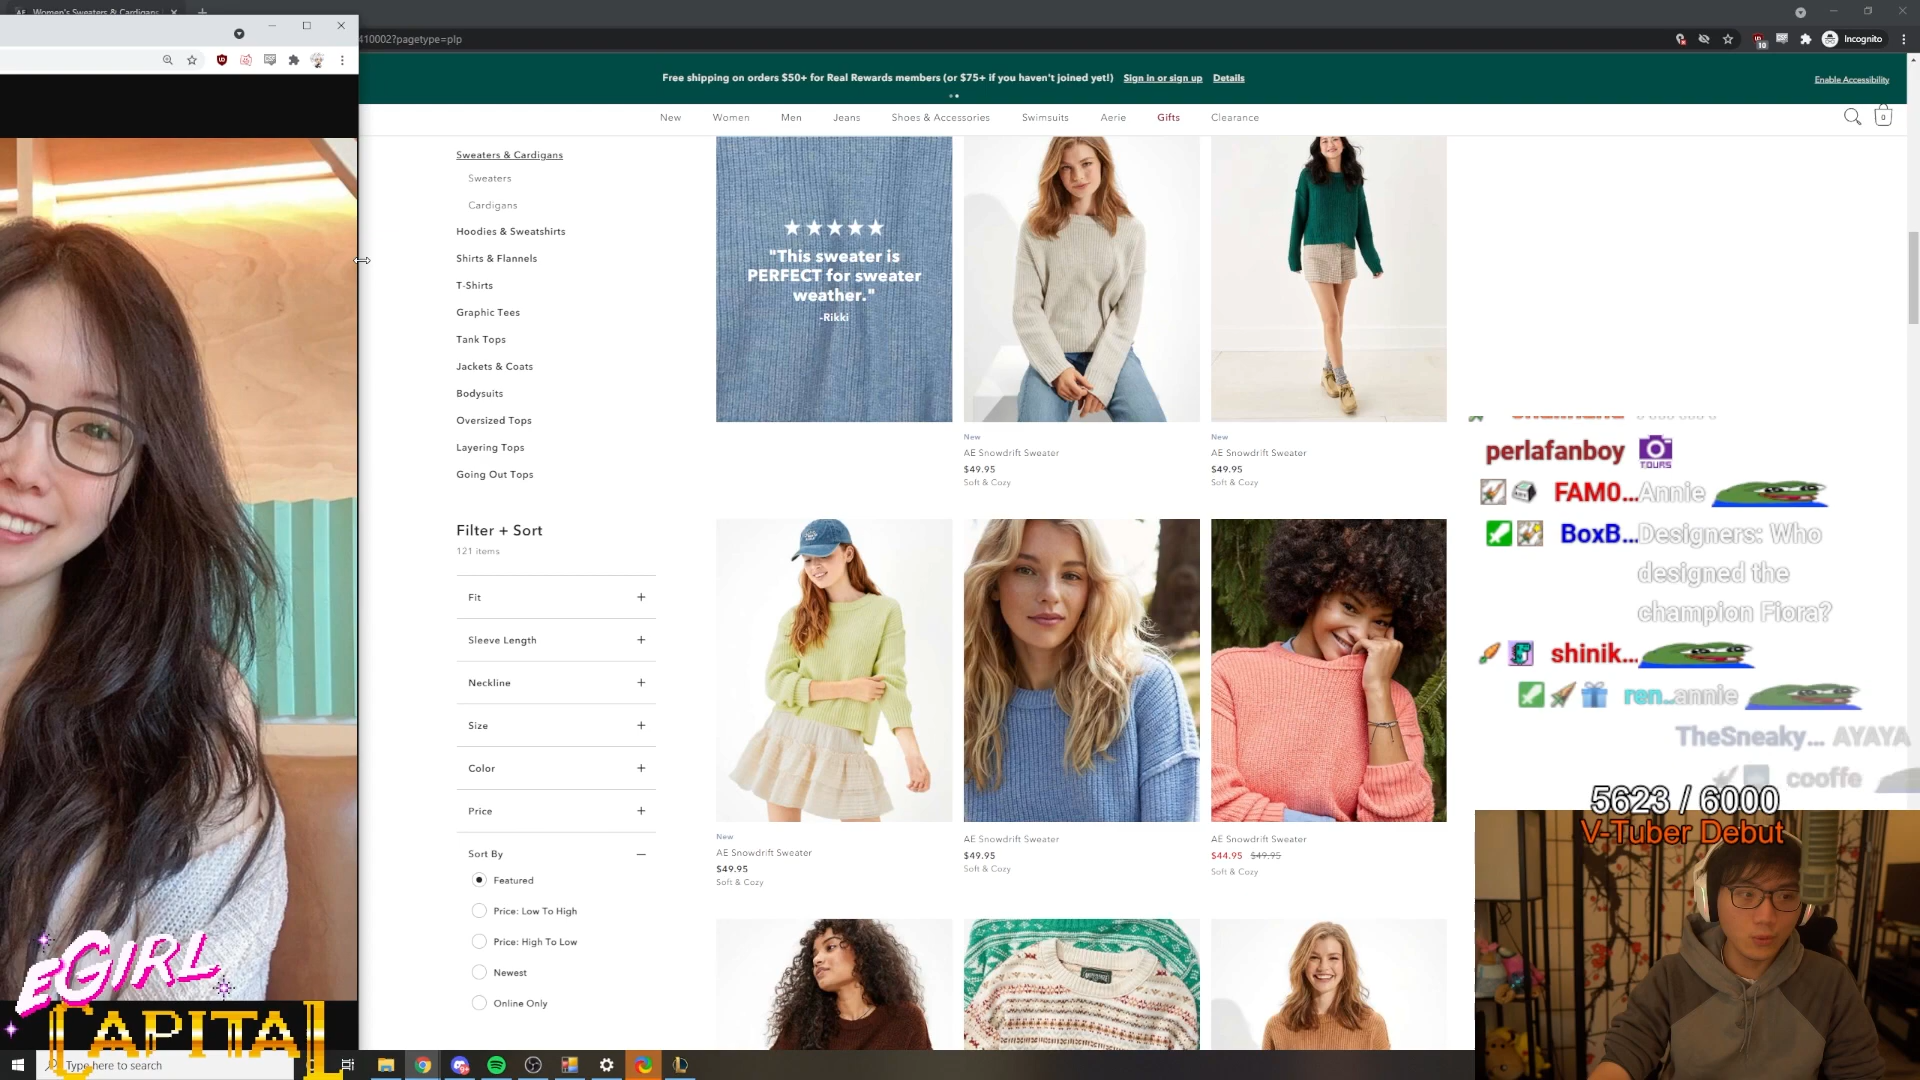 AE Women's Sweaters & Cardigans
410002?pagetype=plp
10
Incognito
Free shipping on orders $50+ for Real Rewards members (or $75+ if you haven't joined yet!) Sign in or sign up Details
Enable Accessibility
New Women Men Jeans Shoes & Accessories Swimsuits Aerie Gifts Clearance
0
Sweaters & Cardigans
Sweaters
Cardigans
Hoodies & Sweatshirts
Shirts & Flannels
T-Shirts
Graphic Tees
Tank Tops
Jackets & Coats
Bodysuits
Oversized Tops
Layering Tops
Going Out Tops
Filter + Sort
121 items
Fit
Sleeve Length
Neckline
Size
Color
Price
Sort By
Featured
Price: Low To High
Price: High To Low
Newest
Online Only
"This sweater is
PERFECT for sweater
weather."
-Rikki
New
AE Snowdrift Sweater
$49.95
Soft & Cozy
New
AE Snowdrift Sweater
$49.95
Soft & Cozy
New
AE Snowdrift Sweater
$49.95
Soft & Cozy
AE Snowdrift Sweater
$49.95
Soft & Cozy
AE Snowdrift Sweater
$44.95 $49.95
Soft & Cozy
perlafanboy TOURS
FAM0... Annie
BoxB... Designers: Who
designed the
champion Fiora?
shinik...
ren.. annie
TheSneaky... AYAYA
cooffe
5623 / 6000
V-Tuber Debut
EGIRL
CAPITAL
Type here to search